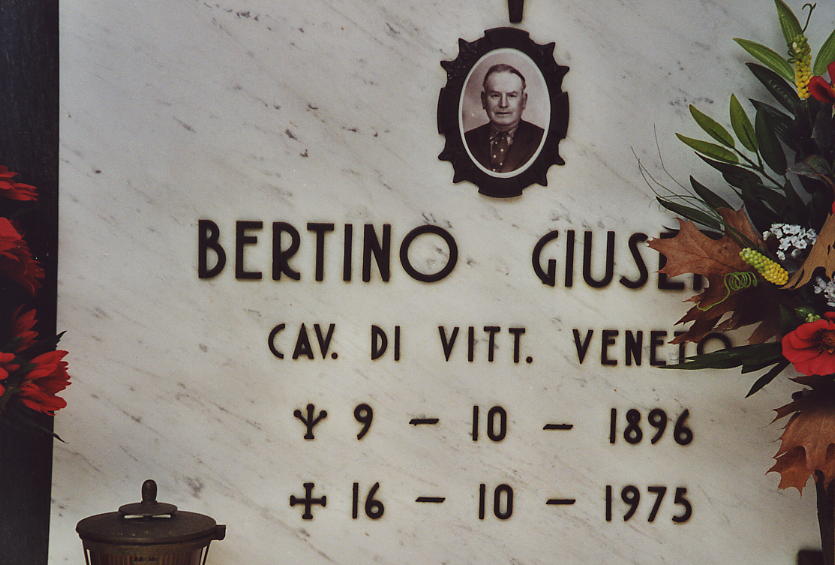 BERTINO GIUSE
CAV. DI VITT. VENETO
9 - 10 - 1896
16 - 10 - 1975